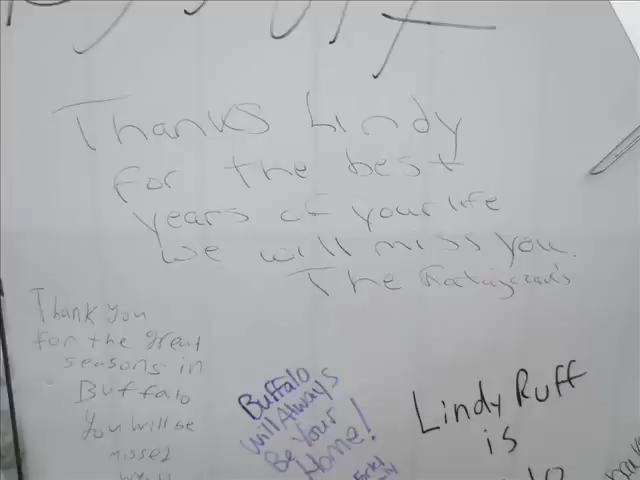 Thanks Lindy
for the best
years of your life
we will miss you.
The
Thank you
for the great
seasons in
Buffalo
You will be
missed
Buffalo
Will Always
Be Your
Home!
Lindy Ruff
is